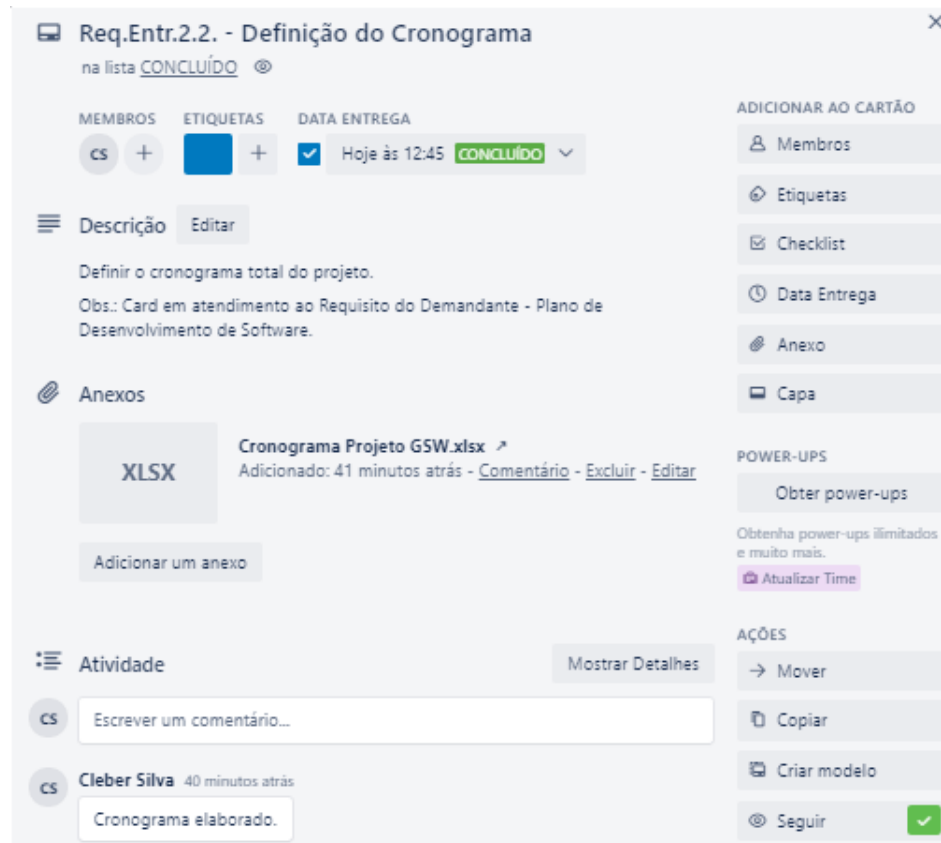 Req.Entr.2.2. - Definição do Cronograma
na lista CONCLUÍDO
MEMBROS ETIQUETAS DATA ENTREGA
CS + + Hoje às 12:45 CONCLUÍDO
Descrição Editar
Definir o cronograma total do projeto.
Obs.: Card em atendimento ao Requisito do Demandante - Plano de
Desenvolvimento de Software.
Anexos
XLSX
Cronograma Projeto GSW.xlsx ↗
Adicionado: 41 minutos atrás - Comentário - Excluir - Editar
Adicionar um anexo
Atividade Mostrar Detalhes
CS Escrever um comentário...
CS Cleber Silva 40 minutos atrás
Cronograma elaborado.
ADICIONAR AO CARTÃO
Membros
Etiquetas
Checklist
Data Entrega
Anexo
Capa
POWER-UPS
Obter power-ups
Obtenha power-ups ilimitados
e muito mais.
Atualizar Time
AÇÕES
Mover
Copiar
Criar modelo
Seguir